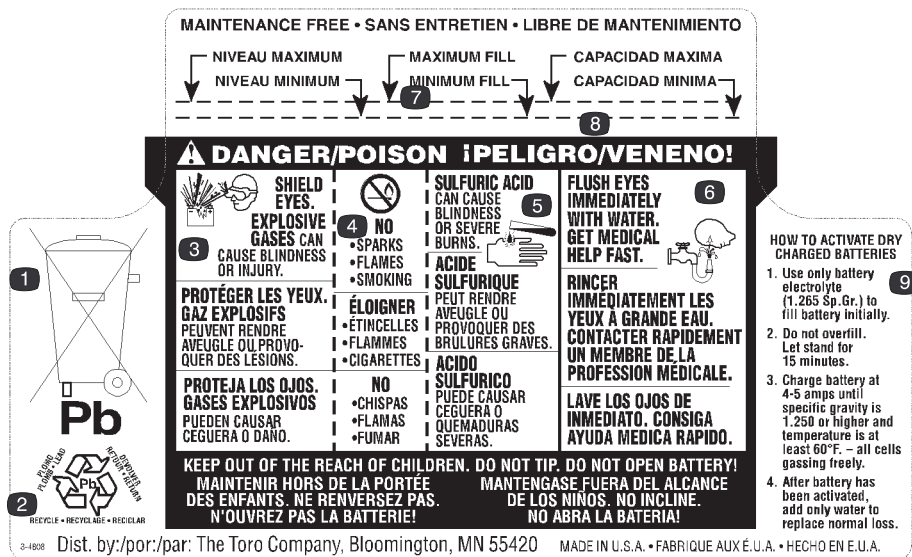 MAINTENANCE FREE • SANS ENTRETIEN • LIBRE DE MANTENIMIENTO
NIVEAU MAXIMUM
MAXIMUM FILL
CAPACIDAD MAXIMA
NIVEAU MINIMUM
MINIMUM FILL
CAPACIDAD MINIMA
7
8
DANGER/POISON ¡PELIGRO/VENENO!
3
SHIELD
EYES.
EXPLOSIVE
GASES CAN
CAUSE BLINDNESS
OR INJURY.
PROTÉGER LES YEUX.
GAZ EXPLOSIFS
PEUVENT RENDRE
AVEUGLE OU PROVO-
QUER DES LESIONS.
PROTEJA LOS OJOS.
GASES EXPLOSIVOS
PUEDEN CAUSAR
CEGUERA O DAÑO.
4
NO
•SPARKS
•FLAMES
•SMOKING
ÉLOIGNER
•ÉTINCELLES
•FLAMMES
•CIGARETTES
NO
•CHISPAS
•FLAMAS
•FUMAR
SULFURIC ACID
CAN CAUSE
BLINDNESS
OR SEVERE
BURNS.
5
ACIDE
SULFURIQUE
PEUT RENDRE
AVEUGLE OU
PROVOQUER DES
BRULURES GRAVES.
ACIDO
SULFURICO
PUEDE CAUSAR
CEGUERA O
QUEMADURAS
SEVERAS.
FLUSH EYES
IMMEDIATELY
WITH WATER.
GET MEDICAL
HELP FAST.
6
RINCER
IMMEDIATEMENT LES
YEUX À GRANDE EAU.
CONTACTER RAPIDEMENT
UN MEMBRE DE LA
PROFESSION MÉDICALE.
LAVE LOS OJOS DE
INMEDIATO. CONSIGA
AYUDA MEDICA RAPIDO.
KEEP OUT OF THE REACH OF CHILDREN. DO NOT TIP. DO NOT OPEN BATTERY!
MAINTENIR HORS DE LA PORTÉE
DES ENFANTS. NE RENVERSEZ PAS.
N'OUVREZ PAS LA BATTERIE!
MANTENGASE FUERA DEL ALCANCE
DE LOS NIÑOS. NO INCLINE.
NO ABRA LA BATERIA!
1
Pb
2
PLOMO
PLOMB • LEAD
DEVOLVER
RETOUR • RETURN
Pb
RECYCLE • RECYCLAGE • RECICLAR
HOW TO ACTIVATE DRY
CHARGED BATTERIES
9
1. Use only battery
electrolyte
(1.265 Sp.Gr.) to
fill battery initially.
2. Do not overfill.
Let stand for
15 minutes.
3. Charge battery at
4-5 amps until
specific gravity is
1.250 or higher and
temperature is at
least 60°F. – all cells
gassing freely.
4. After battery has
been activated,
add only water to
replace normal loss.
3-4808
Dist. by:/por:/par: The Toro Company, Bloomington, MN 55420
MADE IN U.S.A. • FABRIQUE AUX É.U.A. • HECHO EN E.U.A.